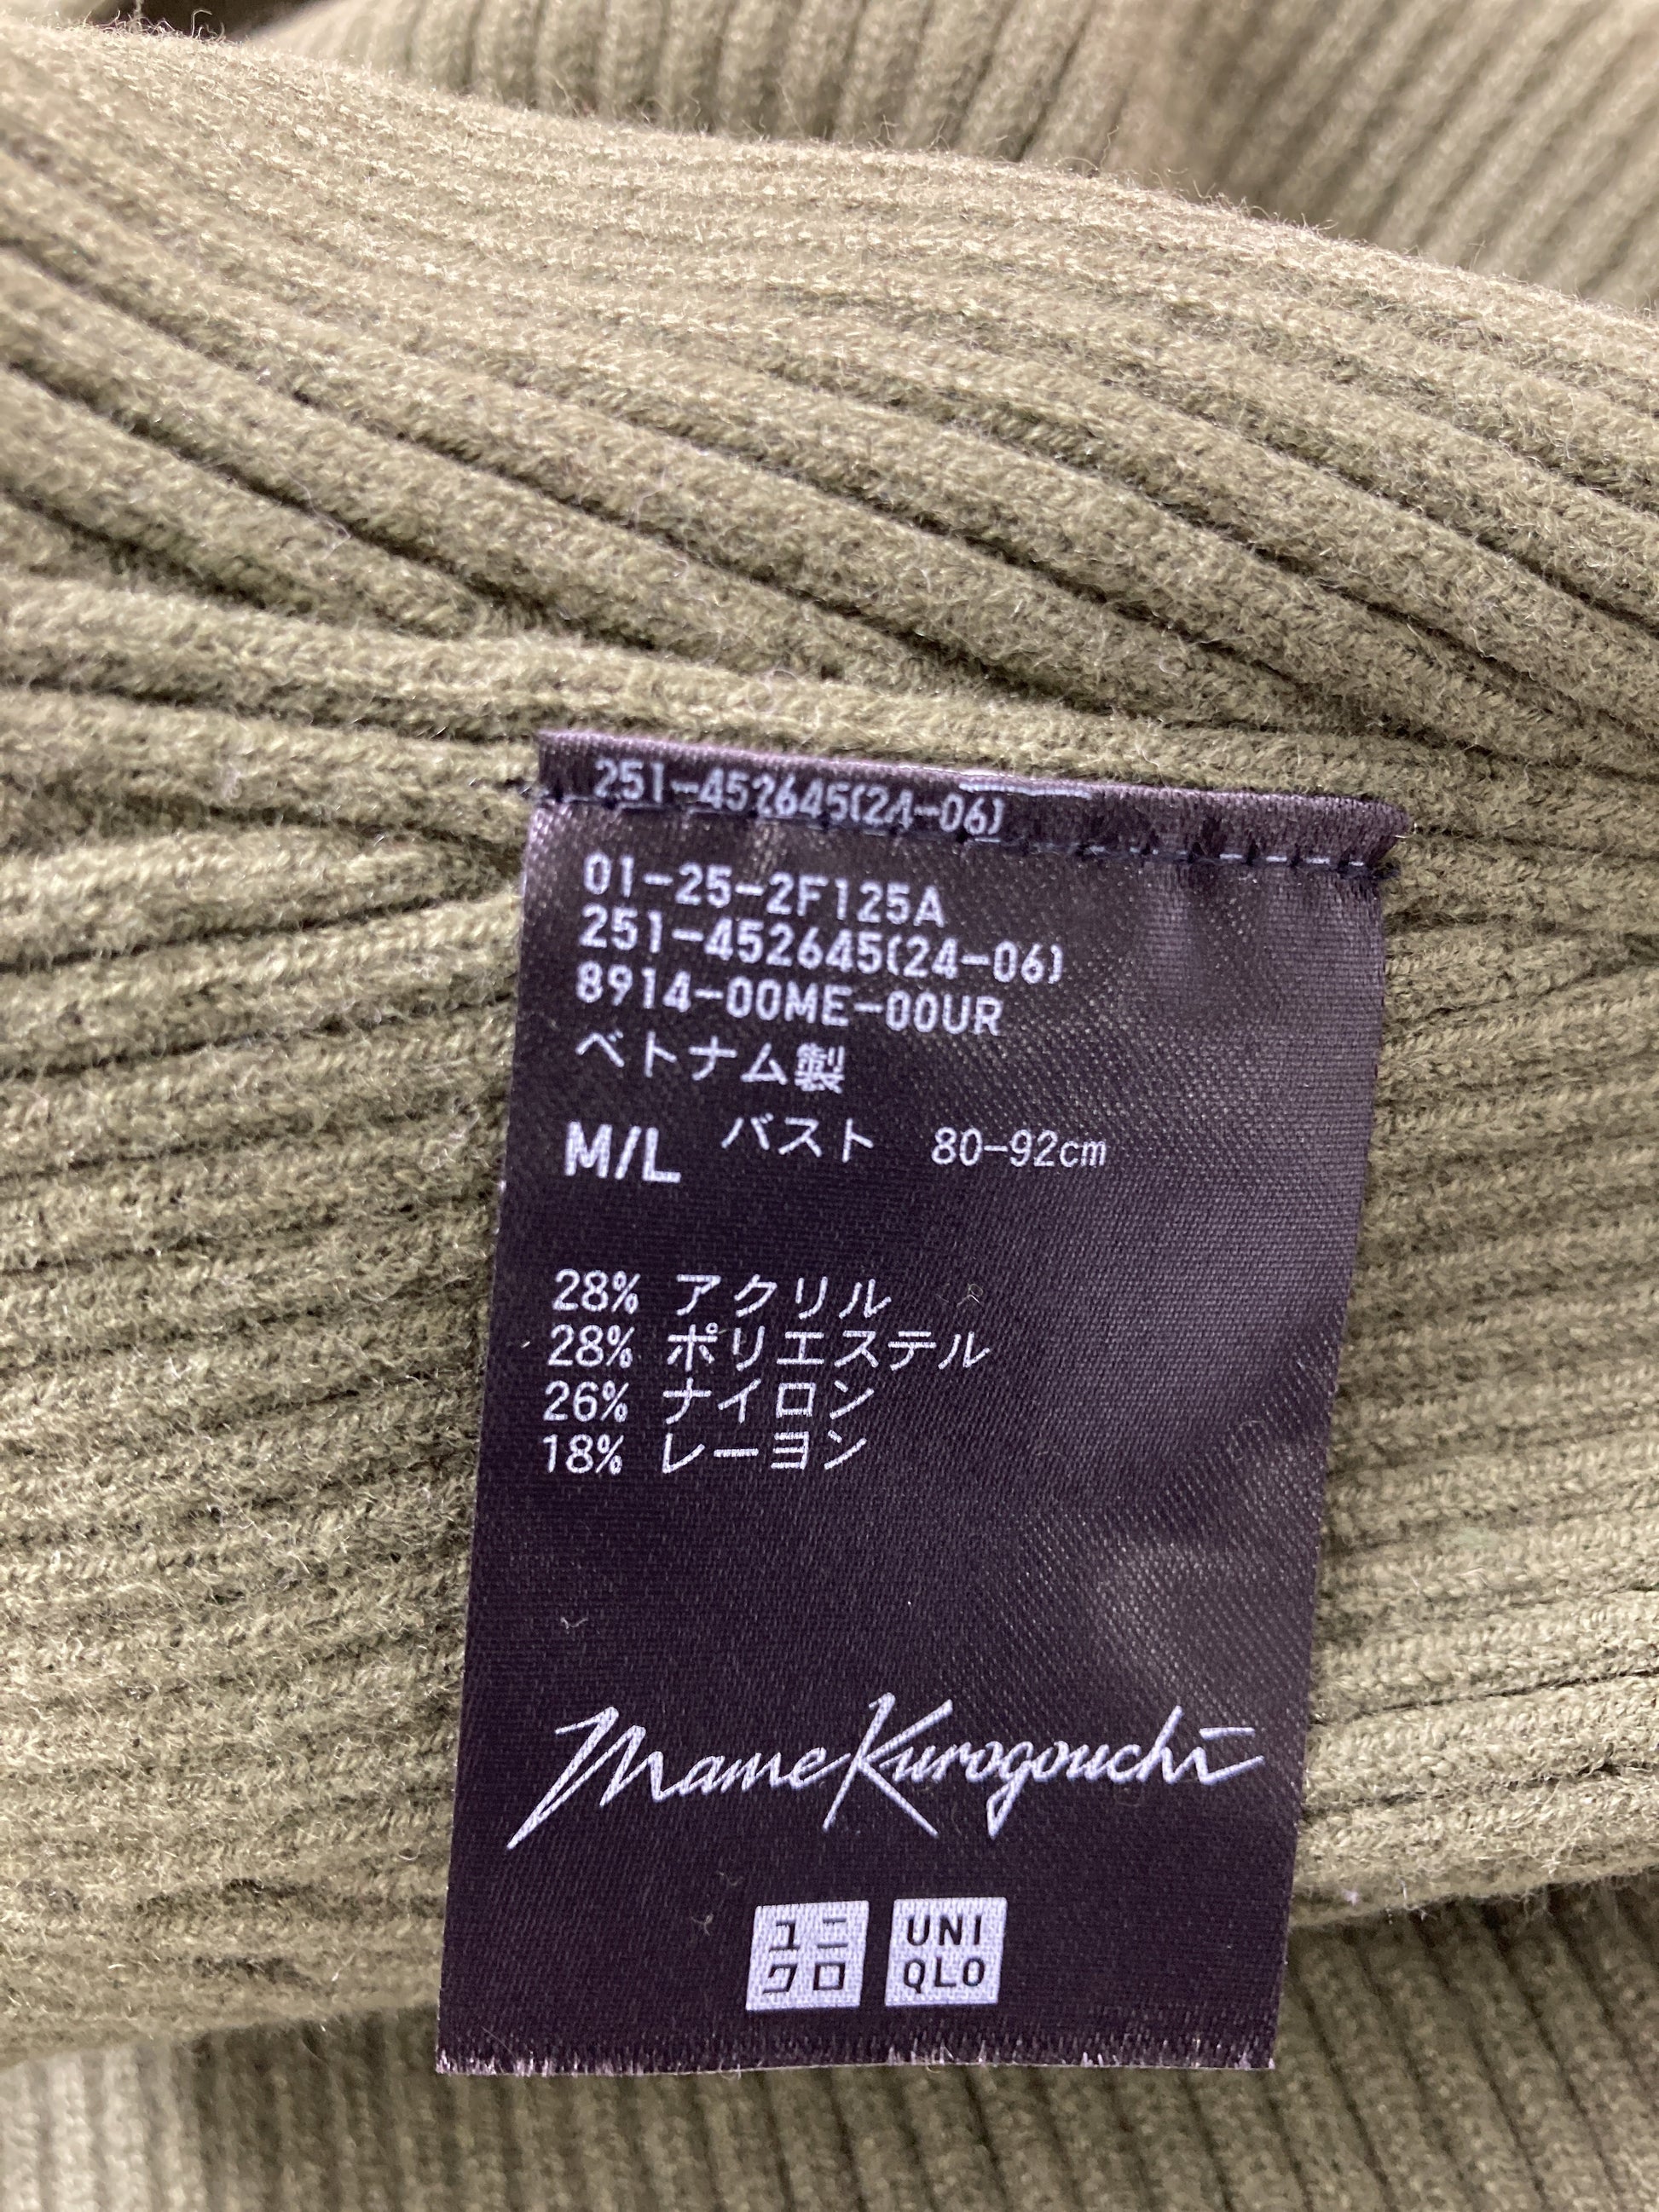 251-452645(24-06)
01-25-2F125A
251-452645(24-06)
8914-00ME-00UR
ベトナム製
M/L バスト 80-92cm
28% アクリル
28% ポリエステル
26% ナイロン
18% レーヨン
Mame Kurogouchi
ユニ
クロ
UNI
QLO